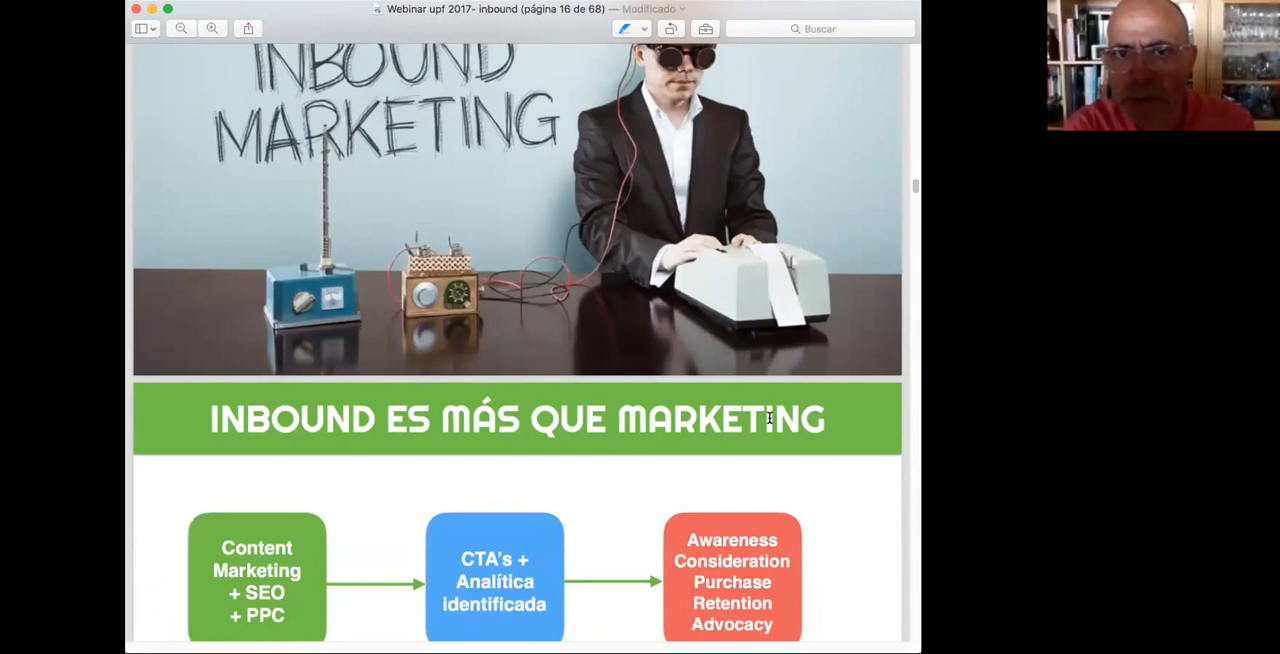 Webinar upf 2017- inbound (página 16 de 68) — Modificado
Buscar
INBOUND
MARKETING
INBOUND ES MÁS QUE MARKETING
Content
Marketing
+ SEO
+ PPC
CTA's +
Analítica
identificada
Awareness
Consideration
Purchase
Retention
Advocacy